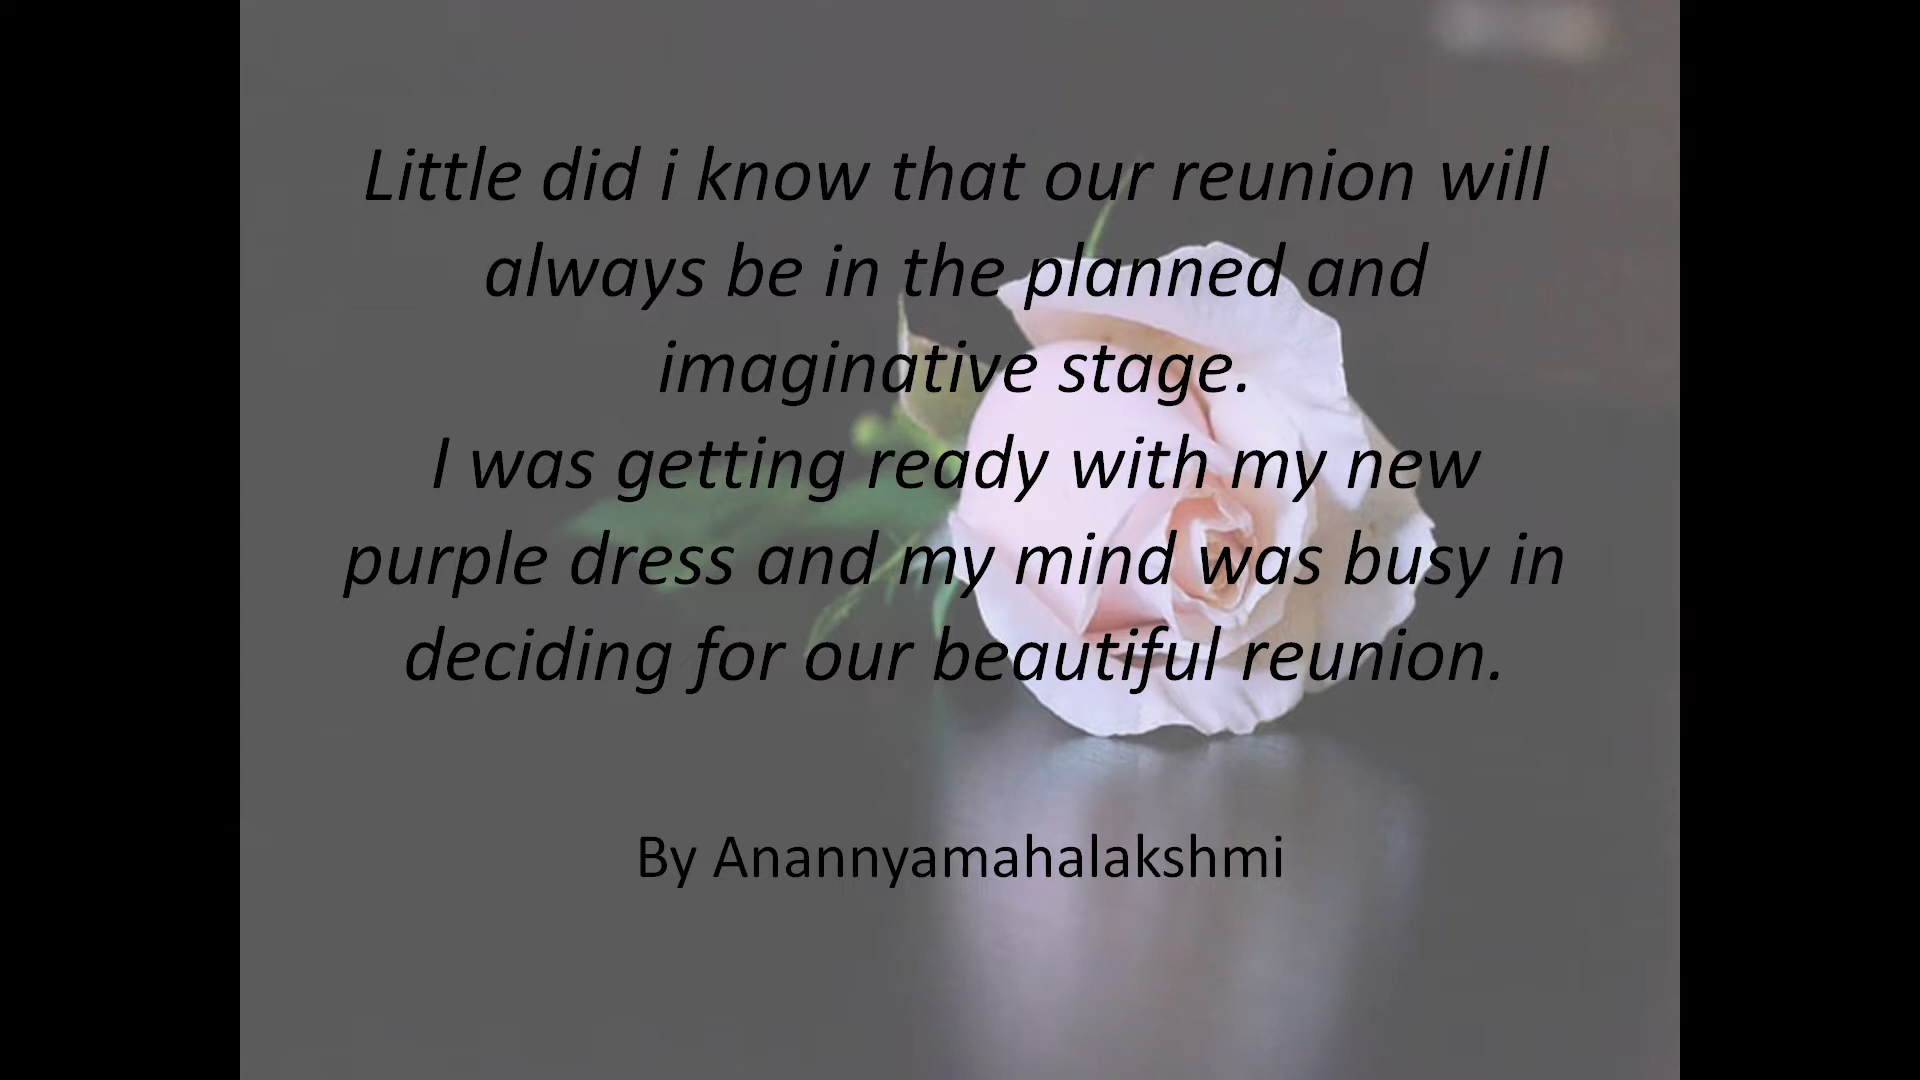 Little did i know that our reunion will
always be in the planned and
imaginative stage.
I was getting ready with my new
purple dress and my mind was busy in
deciding for our beautiful reunion.
By Anannyamahalakshmi